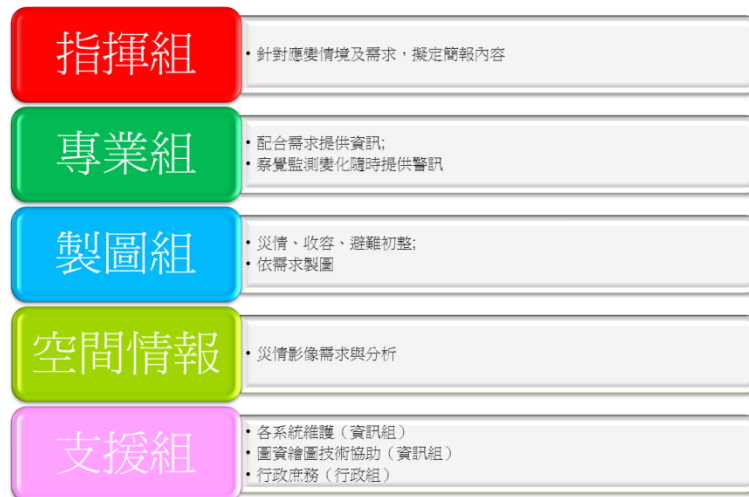 指揮組
• 針對應變情境及需求，擬定簡報內容
專業組
• 配合需求提供資訊;
• 察覺監測變化隨時提供警訊
製圖組
• 災情、收容、避難初整;
• 依需求製圖
空間情報
• 災情影像需求與分析
支援組
• 各系統維護（資訊組）
• 圖資繪圖技術協助（資訊組）
• 行政庶務（行政組）